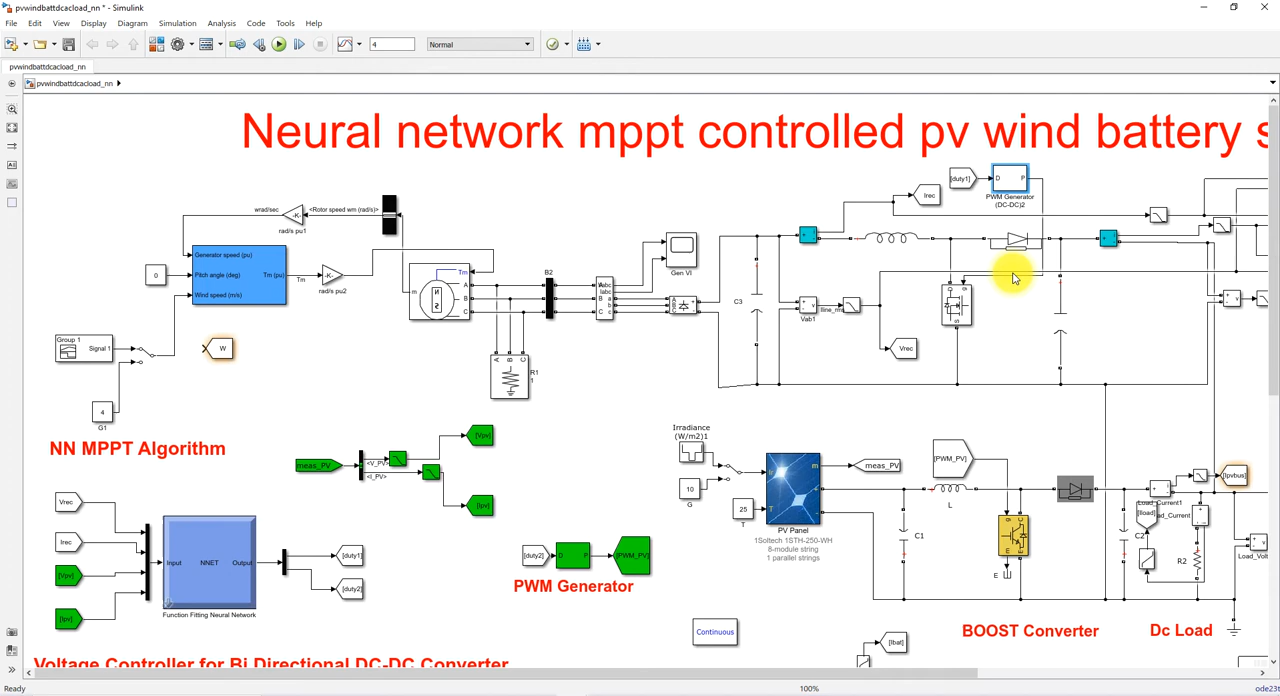 pvwindbattdcacload_nn * - Simulink
File Edit View Display Diagram Simulation Analysis Code Tools Help
4
Normal
pvwindbattdcacload_nn
pvwindbattdcacload_nn
Neural network mppt controlled pv wind battery s
[duty1]
D P
PWM Generator
(DC-DC)2
Irec
wrad/sec
<Rotor speed wm (rad/s)>
-K-
rad/s pu1
Generator speed (pu)
Pitch angle (deg)
Wind speed (m/s)
Tm (pu)
0
Tm
-K-
rad/s pu2
Tm
m
N
S
A
B
C
B2
Vabc
Iabc
A
B
C
a
b
c
Gen VI
C3
Vab1
Vrec
Group 1
Signal 1
W
4
G1
A B C
R1
1
NN MPPT Algorithm
meas_PV
<V_PV>
<I_PV>
[Vpv]
[Ipv]
Irradiance
(W/m2)1
10
G
25
T
Ir
T
m
PV Panel
1Soltech 1STH-250-WH
8-module string
1 parallel strings
meas_PV
[PWM_PV]
L
C1
E
C2
Load_Current1
[Iload]
R2
[Ipvbus]
Vrec
Irec
[Vpv]
[Ipv]
Input NNET Output
Function Fitting Neural Network
[duty1]
[duty2]
[duty2]
D P
[PWM_PV]
PWM Generator
Continuous
[Ibat]
BOOST Converter
Dc Load
Voltage Controller for Bi Directional DC-DC Converter
Ready
100%
ode23t